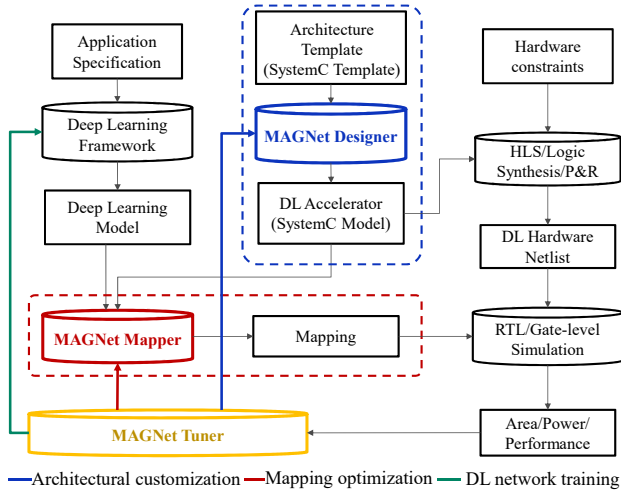 Application
Specification
Architecture
Template
(SystemC Template)
Hardware
constraints
Deep Learning
Framework
MAGNet Designer
HLS/Logic
Synthesis/P&R
Deep Learning
Model
DL Accelerator
(SystemC Model)
DL Hardware
Netlist
MAGNet Mapper
Mapping
RTL/Gate-level
Simulation
MAGNet Tuner
Area/Power/
Performance
Architectural customization
Mapping optimization
DL network training